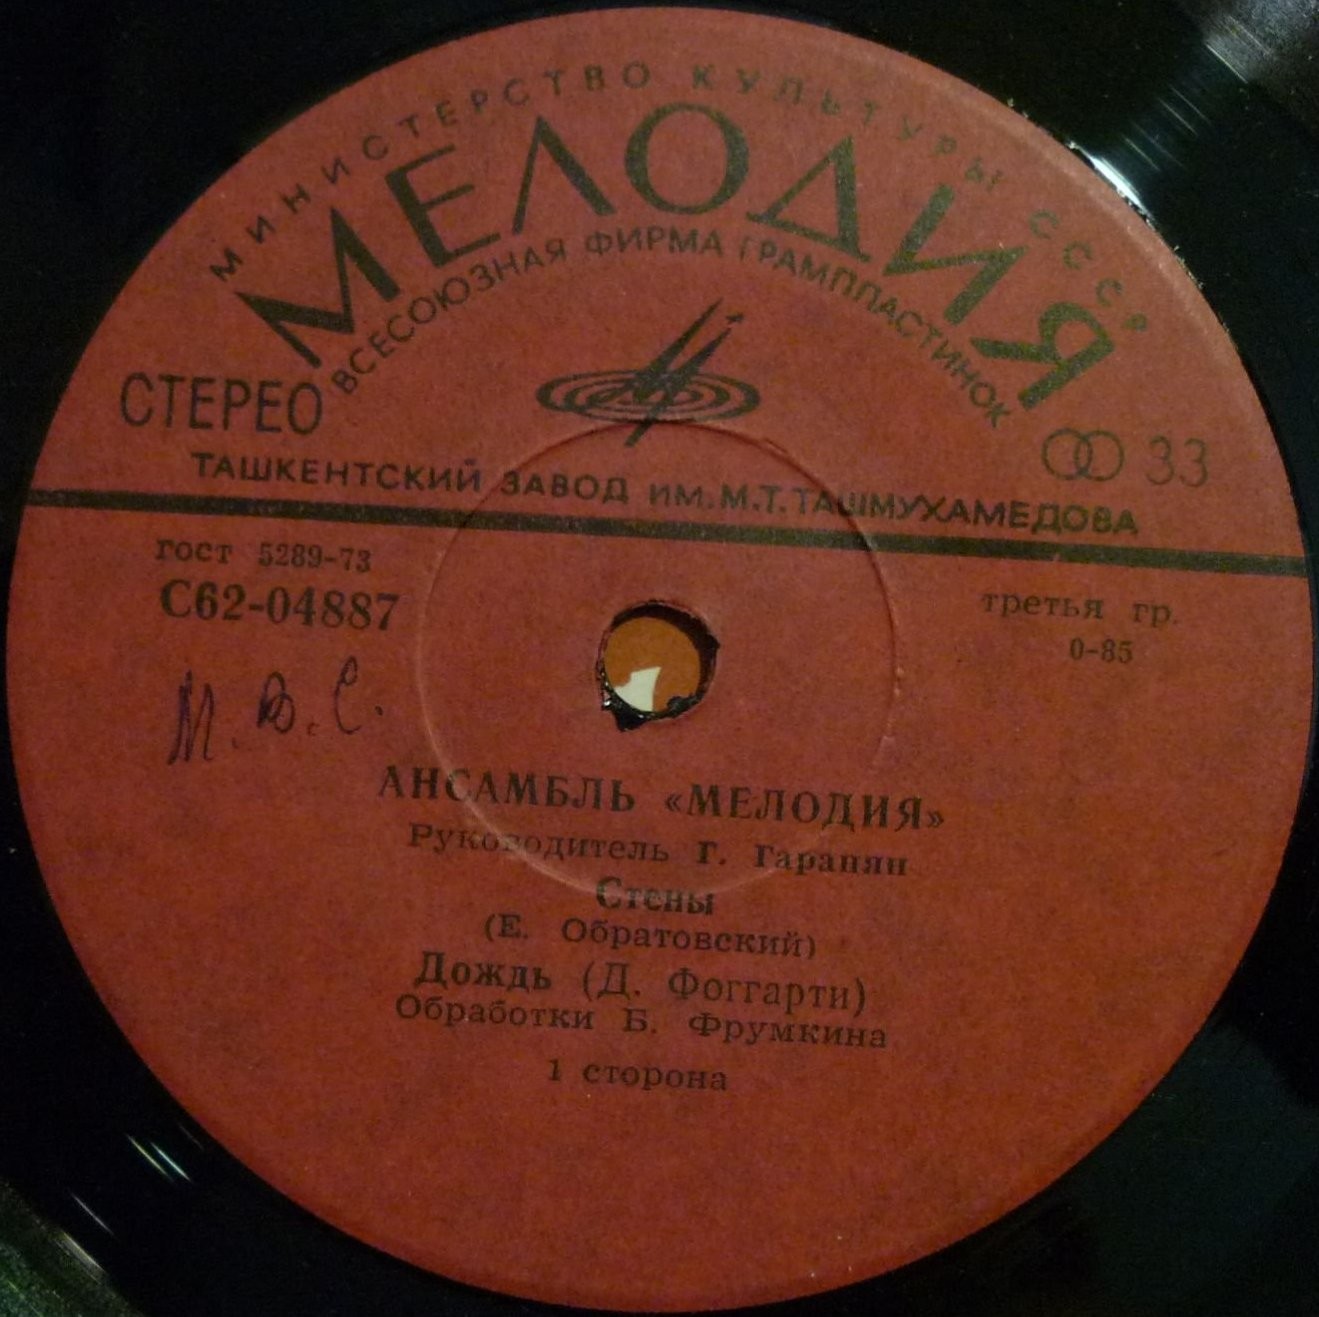 МИНИСТЕРСТВО КУЛЬТУРЫ СССР
МЕЛОДИЯ
ВСЕСОЮЗНАЯ ФИРМА ГРАМПЛАСТИНОК
СТЕРЕО
33
ТАШКЕНТСКИЙ ЗАВОД ИМ. М.Т. ТАШМУХАМЕДОВА
гост 5289-73
С62-04887
третья гр.
0-85
М.В.С.
АНСАМБЛЬ «МЕЛОДИЯ»
Руководитель Г. Гаранян
Стены
(Е. Обратовский)
Дождь (Д. Фоггарти)
Обработки Б. Фрумкина
1 сторона